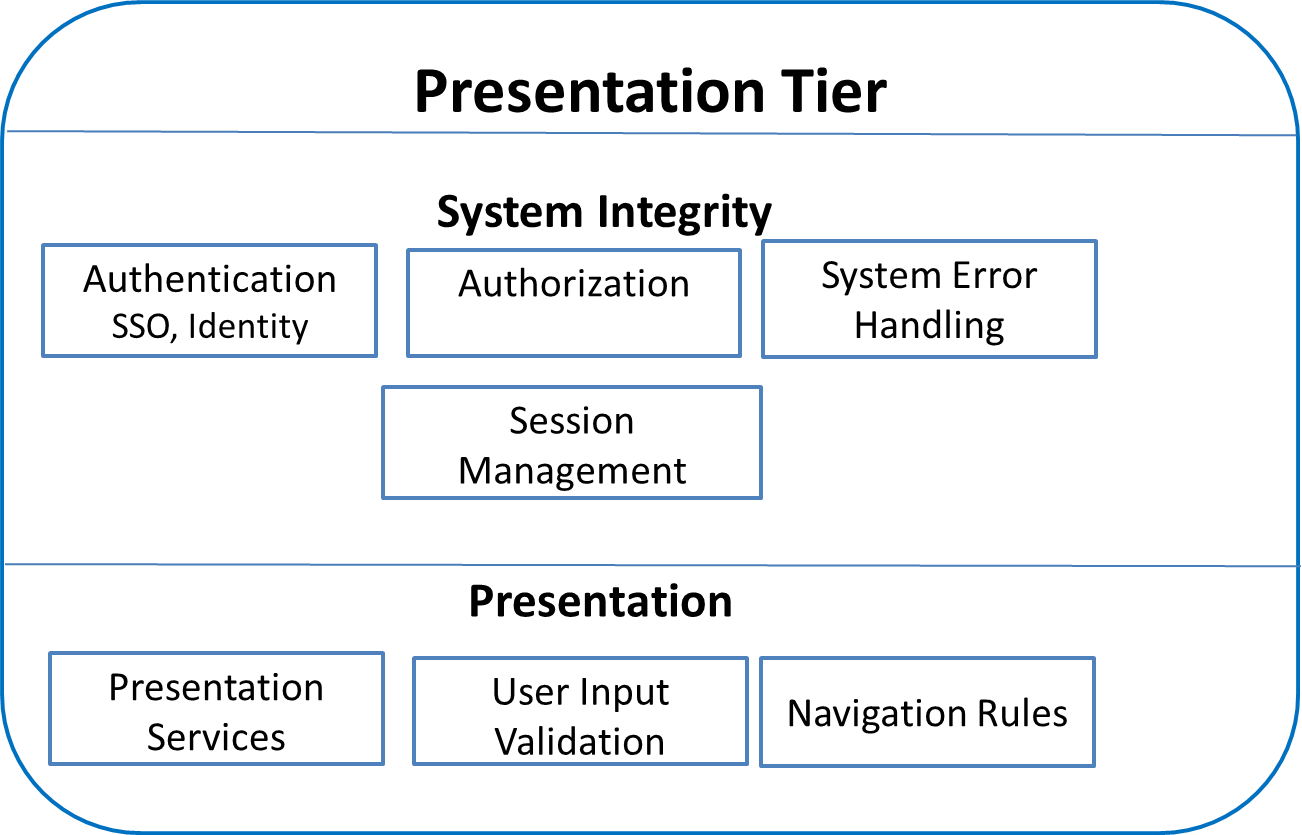 Presentation Tier
System Integrity
Authentication
SSO, Identity
Authorization
System Error
Handling
Session
Management
Presentation
Presentation
Services
User Input
Validation
Navigation Rules